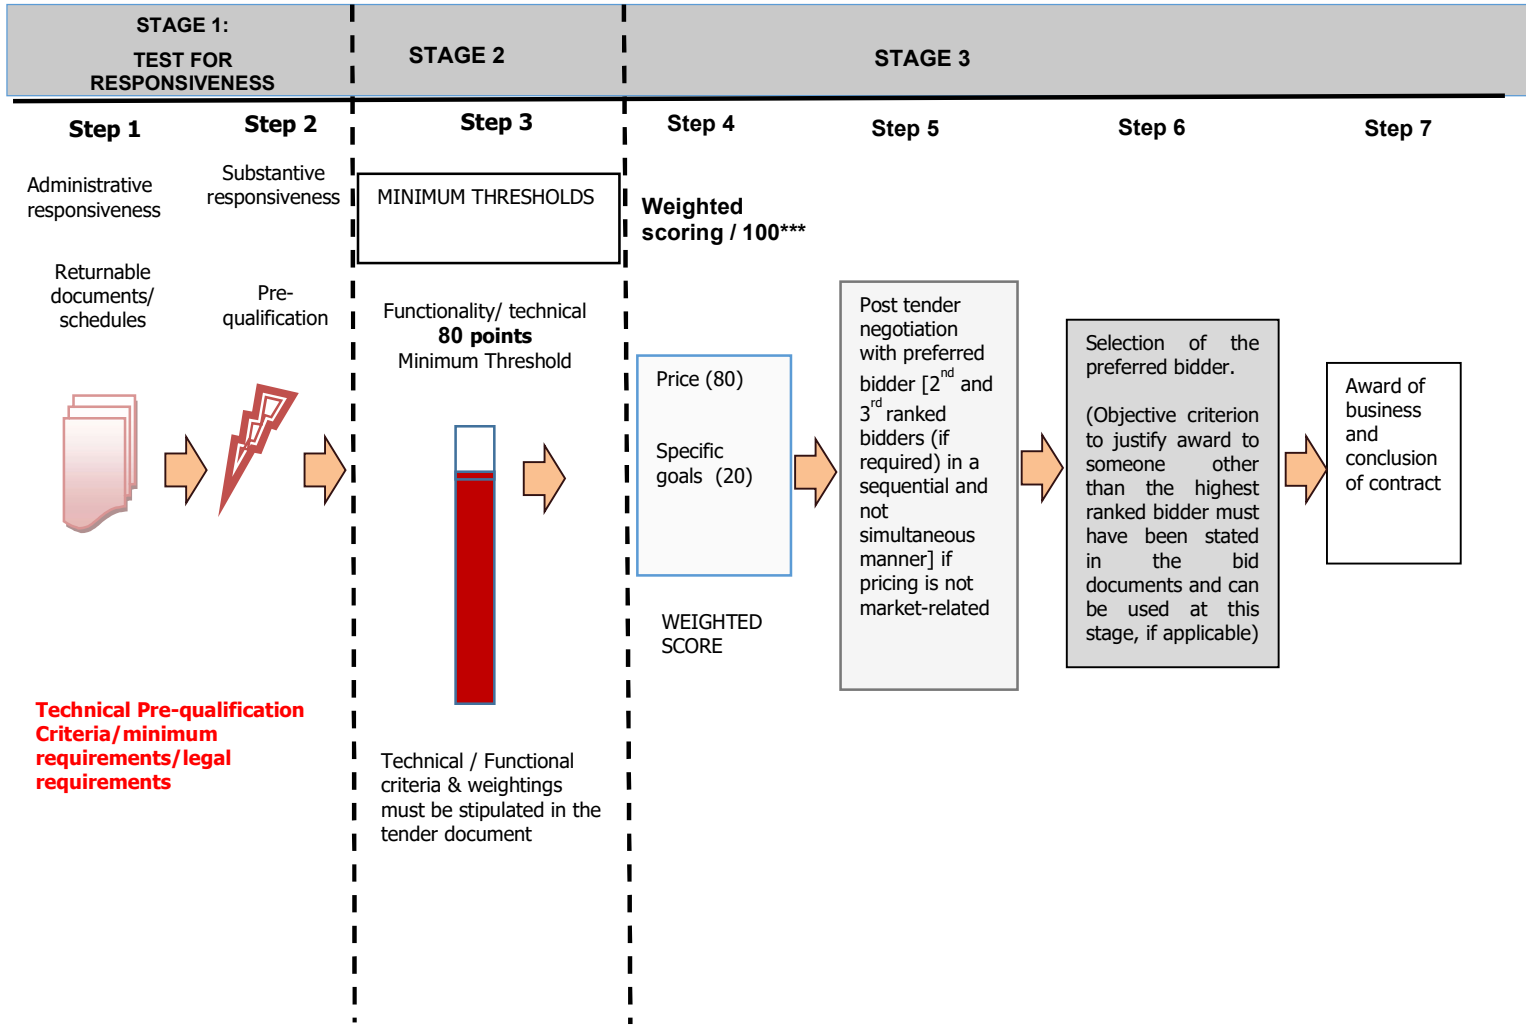 STAGE 1:
TEST FOR
RESPONSIVENESS
STAGE 2
STAGE 3
Step 1
Step 2
Step 3
Step 4
Step 5
Step 6
Step 7
Administrative
responsiveness
Returnable
documents/
schedules
Substantive
responsiveness
Pre-
qualification
Technical Pre-qualification
Criteria/minimum
requirements/legal
requirements
MINIMUM THRESHOLDS
Functionality/ technical
80 points
Minimum Threshold
Technical / Functional
criteria & weightings
must be stipulated in the
tender document
Weighted
scoring / 100***
Price (80)
Specific
goals (20)
WEIGHTED
SCORE
Post tender
negotiation
with preferred
bidder [2nd and
3rd ranked
bidders (if
required) in a
sequential and
not
simultaneous
manner] if
pricing is not
market-related
Selection of the
preferred bidder.
(Objective criterion
to justify award to
someone other
than the highest
ranked bidder must
have been stated
in the bid
documents and can
be used at this
stage, if applicable)
Award of
business
and
conclusion
of contract